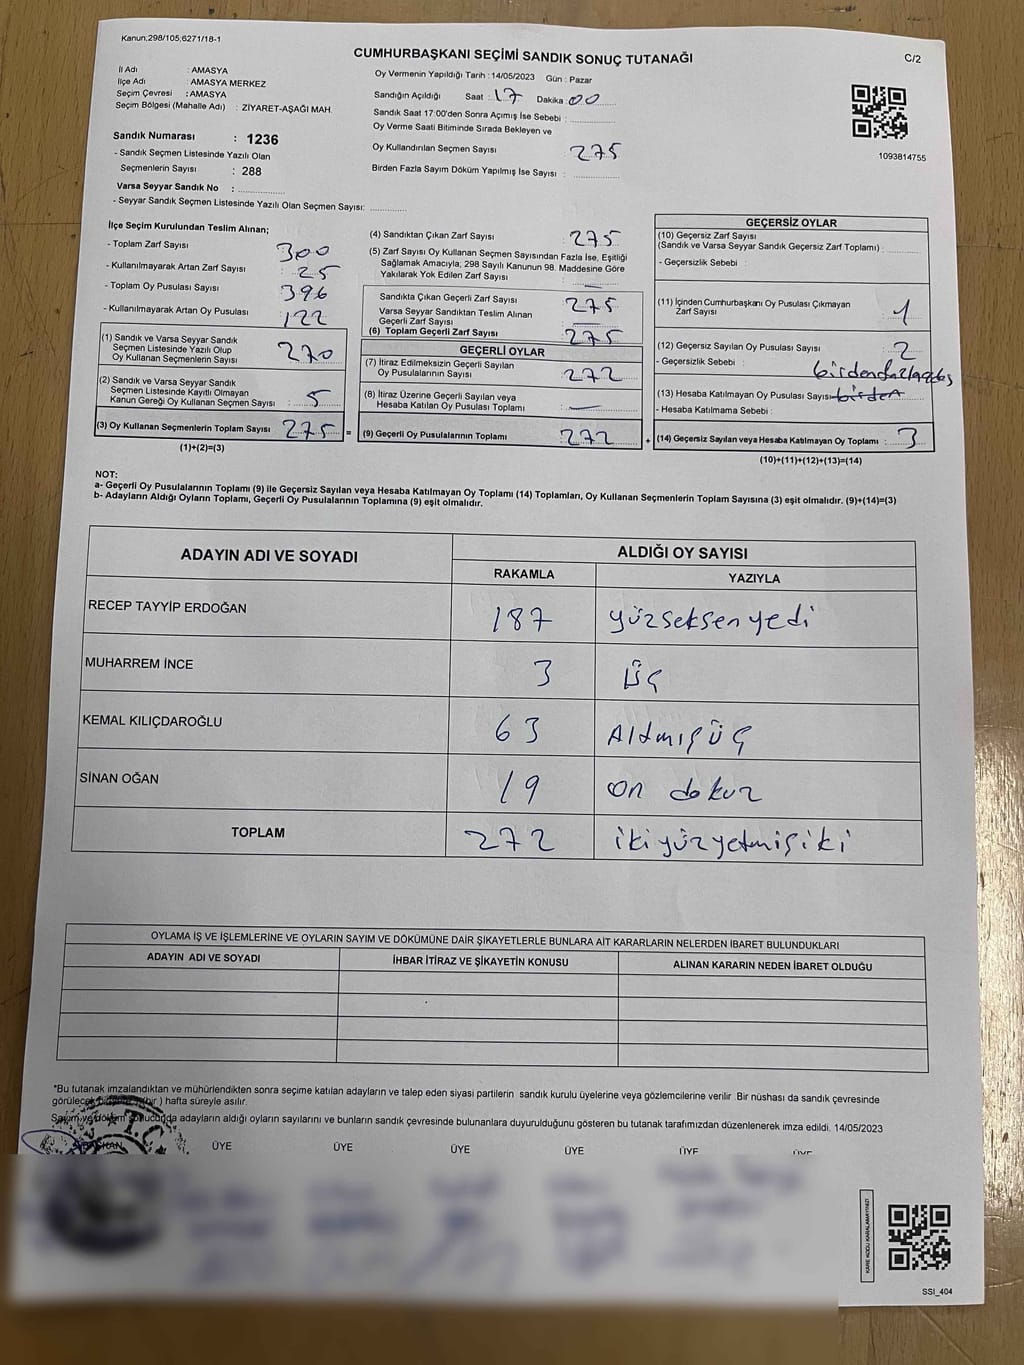 Kanun;298/105;6271/18-1
CUMHURBAŞKANI SEÇİMİ SANDIK SONUÇ TUTANAĞI
C/2
İl Adı : AMASYA
İlçe Adı : AMASYA MERKEZ
Seçim Çevresi : AMASYA
Seçim Bölgesi (Mahalle Adı) : ZİYARET-AŞAĞI MAH.
Sandık Numarası : 1236
- Sandık Seçmen Listesinde Yazılı Olan
Seçmenlerin Sayısı : 288
Varsa Seyyar Sandık No :
- Seyyar Sandık Seçmen Listesinde Yazılı Olan Seçmen Sayısı:
Oy Vermenin Yapıldığı Tarih : 14/05/2023 Gün : Pazar
Sandığın Açıldığı Saat : 17 Dakika 00
Sandık Saat 17:00'den Sonra Açımış İse Sebebi :
Oy Verme Saati Bitiminde Sırada Bekleyen ve
Oy Kullandırılan Seçmen Sayısı 275
Birden Fazla Sayım Döküm Yapılmış İse Sayısı :
1093814755
İlçe Seçim Kurulundan Teslim Alınan;
- Toplam Zarf Sayısı 300
- Kullanılmayarak Artan Zarf Sayısı : 25
- Toplam Oy Pusulası Sayısı : 396
- Kullanılmayarak Artan Oy Pusulası : 122
(1) Sandık ve Varsa Seyyar Sandık
Seçmen Listesinde Yazılı Olup
Oy Kullanan Seçmenlerin Sayısı : 270
(2) Sandık ve Varsa Seyyar Sandık
Seçmen Listesinde Kayıtlı Olmayan
Kanun Gereği Oy Kullanan Seçmen Sayısı : 5
(3) Oy Kullanan Seçmenlerin Toplam Sayısı : 275 =
(1)+(2)=(3)
(4) Sandıktan Çıkan Zarf Sayısı : 275
(5) Zarf Sayısı Oy Kullanan Seçmen Sayısından Fazla İse, Eşitliği
Sağlamak Amacıyla, 298 Sayılı Kanunun 98. Maddesine Göre
Yakılarak Yok Edilen Zarf Sayısı : —
Sandıkta Çıkan Geçerli Zarf Sayısı : 275
Varsa Seyyar Sandıktan Teslim Alınan
Geçerli Zarf Sayısı :
(6) Toplam Geçerli Zarf Sayısı : 275
GEÇERLİ OYLAR
(7) İtiraz Edilmeksizin Geçerli Sayılan
Oy Pusulalarının Sayısı : 272
(8) İtiraz Üzerine Geçerli Sayılan veya
Hesaba Katılan Oy Pusulası Toplamı : —
(9) Geçerli Oy Pusulalarının Toplamı : 272 +
GEÇERSİZ OYLAR
(10) Geçersiz Zarf Sayısı
(Sandık ve Varsa Seyyar Sandık Geçersiz Zarf Toplamı) :
- Geçersizlik Sebebi :
(11) İçinden Cumhurbaşkanı Oy Pusulası Çıkmayan
Zarf Sayısı : 1
(12) Geçersiz Sayılan Oy Pusulası Sayısı : 2
- Geçersizlik Sebebi :
(13) Hesaba Katılmayan Oy Pusulası Sayısı birden
- Hesaba Katılmama Sebebi :
(14) Geçersiz Sayılan veya Hesaba Katılmayan Oy Toplamı : 3
(10)+(11)+(12)+(13)=(14)
NOT:
a- Geçerli Oy Pusulalarının Toplamı (9) ile Geçersiz Sayılan veya Hesaba Katılmayan Oy Toplamı (14) Toplamları, Oy Kullanan Seçmenlerin Toplam Sayısına (3) eşit olmalıdır. (9)+(14)=(3)
b- Adayların Aldığı Oyların Toplamı, Geçerli Oy Pusulalarının Toplamına (9) eşit olmalıdır.
ADAYIN ADI VE SOYADI
ALDIĞI OY SAYISI
RAKAMLA YAZIYLA
RECEP TAYYİP ERDOĞAN 187 yüzseksenyedi
MUHARREM İNCE 3 Üç
KEMAL KILIÇDAROĞLU 63 Altmışüç
SİNAN OĞAN 19 on dokuz
TOPLAM 272 ikiyüzyetmişiki
OYLAMA İŞ VE İŞLEMLERİNE VE OYLARIN SAYIM VE DÖKÜMÜNE DAİR ŞİKAYETLERLE BUNLARA AİT KARARLARIN NELERDEN İBARET BULUNDUKLARI
ADAYIN ADI VE SOYADI İHBAR İTİRAZ VE ŞİKAYETİN KONUSU ALINAN KARARIN NEDEN İBARET OLDUĞU
*Bu tutanak imzalandıktan ve mühürlendikten sonra seçime katılan adayların ve talep eden siyasi partilerin sandık kurulu üyelerine veya gözlemcilerine verilir. Bir nüshası da sandık çevresinde
görülecek bir yere (bir) hafta süreyle asılır.
Sayım ve döküm sonucunda adayların aldığı oyların sayılarını ve bunların sandık çevresinde bulunanlara duyurulduğunu gösteren bu tutanak tarafımızdan düzenlenerek imza edildi. 14/05/2023
BAŞKAN ÜYE ÜYE ÜYE ÜYE ÜYE ÜYE
T.C.
KARE KODU KARALAMAYINIZ!
SSI_404